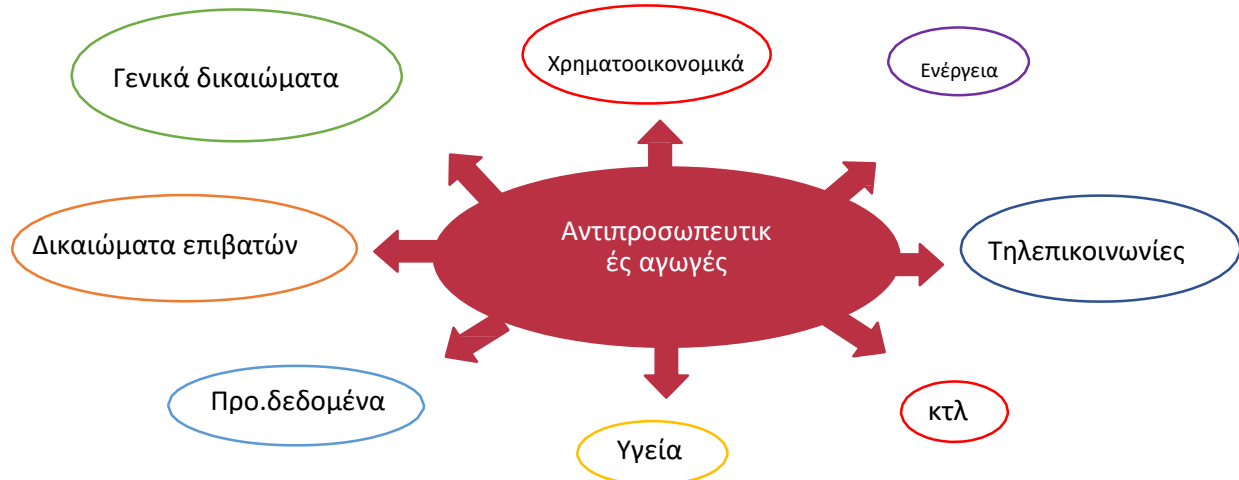 Γενικά δικαιώματα
Χρηματοοικονομικά
Ενέργεια
Δικαιώματα επιβατών
Αντιπροσωπευτικ
ές αγωγές
Τηλεπικοινωνίες
Προ.δεδομένα
Υγεία
κτλ